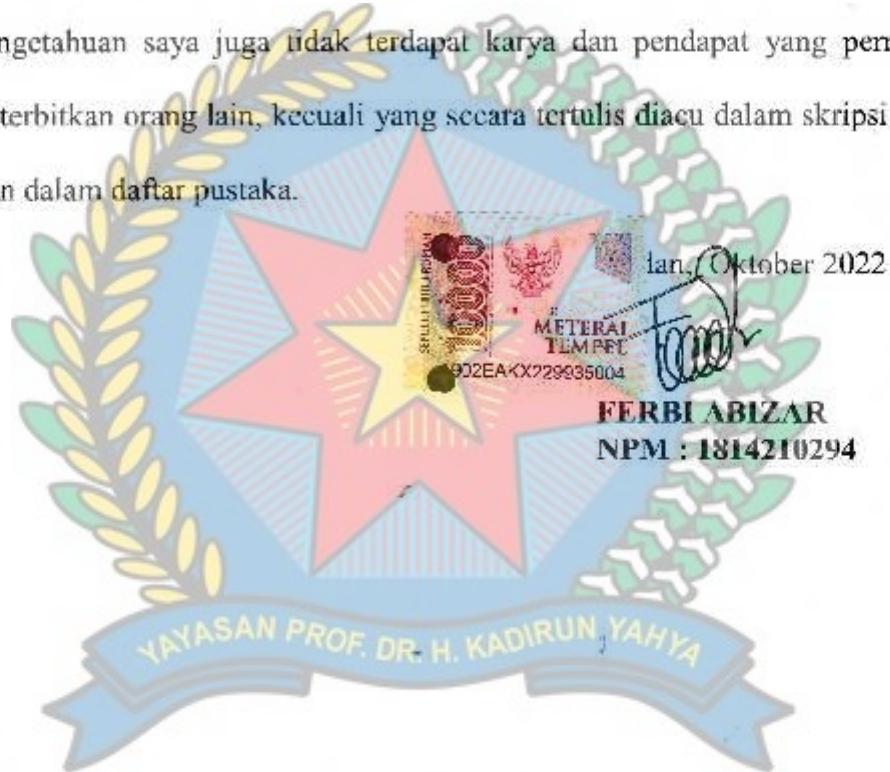 ngetahuan saya juga tidak terdapat karya dan pendapat yang
terbitkan orang lain, kecuali yang secara tertulis diacu dalam skripsi
n dalam daftar pustaka.
dan, Oktober 2022
10000
METERAI
TEMPEL
902EAKX229935004
FERBI ABIZAR
NPM : 1814210294
YAYASAN PROF. DR. H. KADIRUN YAHYA